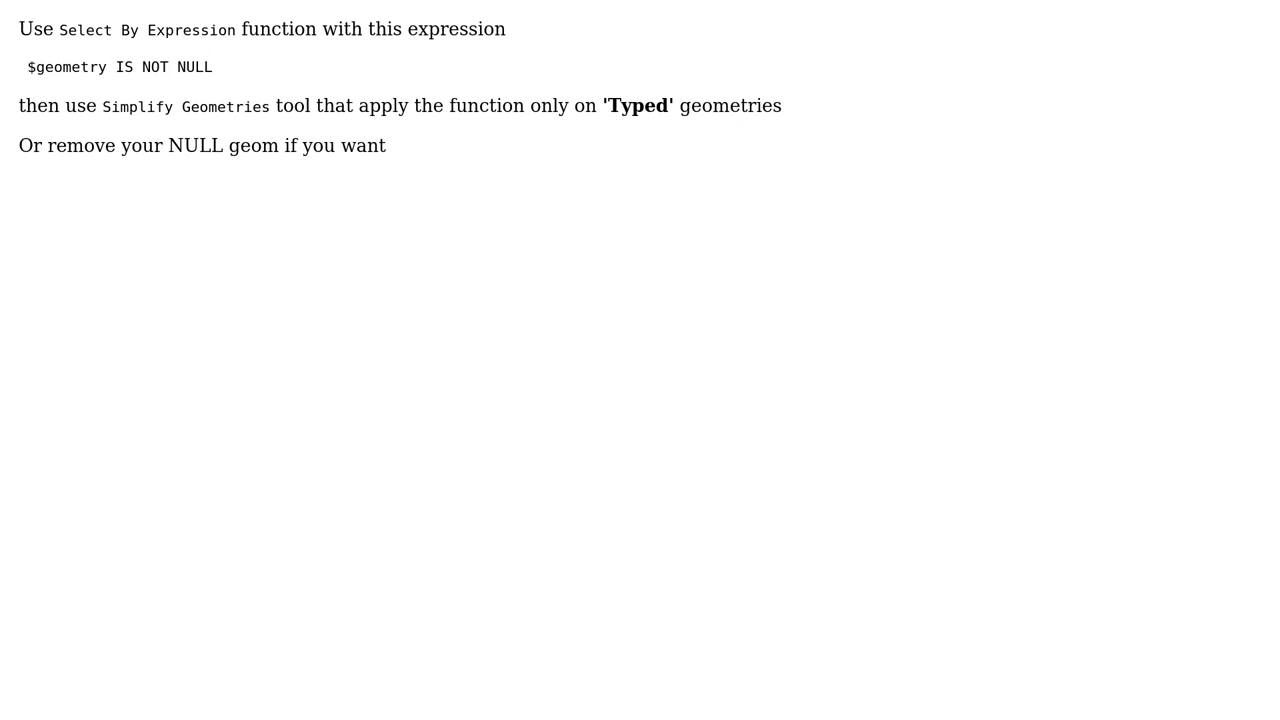 Use Select By Expression function with this expression
$geometry IS NOT NULL
then use Simplify Geometries tool that apply the function only on 'Typed' geometries
Or remove your NULL geom if you want